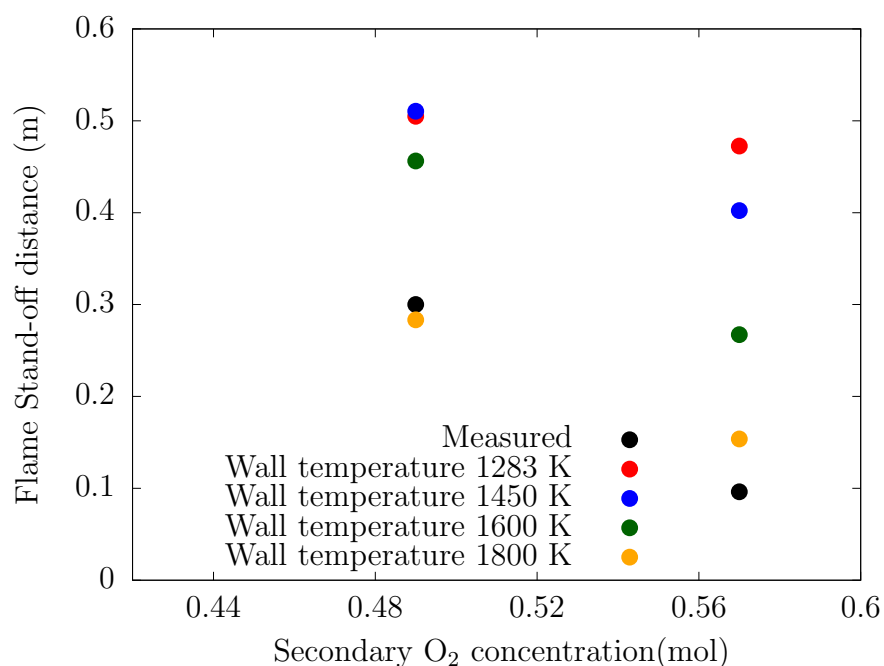 0.6
0.5
0.4
0.3
0.2
0.1
0
Flame Stand-off distance (m)
Measured
Wall temperature 1283 K
Wall temperature 1450 K
Wall temperature 1600 K
Wall temperature 1800 K
0.44 0.48 0.52 0.56 0.6
Secondary O₂ concentration(mol)